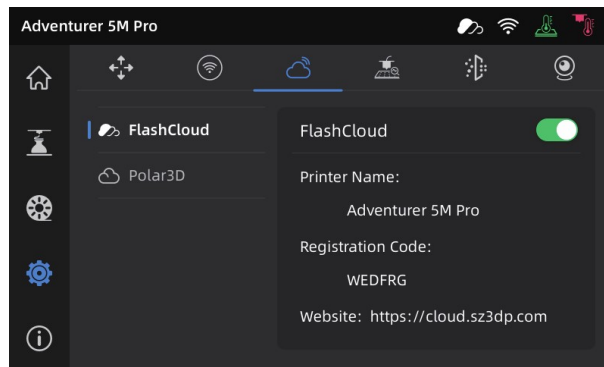 Adventurer 5M Pro
FlashCloud
Polar3D
FlashCloud
Printer Name:
Adventurer 5M Pro
Registration Code:
WEDFRG
Website: https://cloud.sz3dp.com